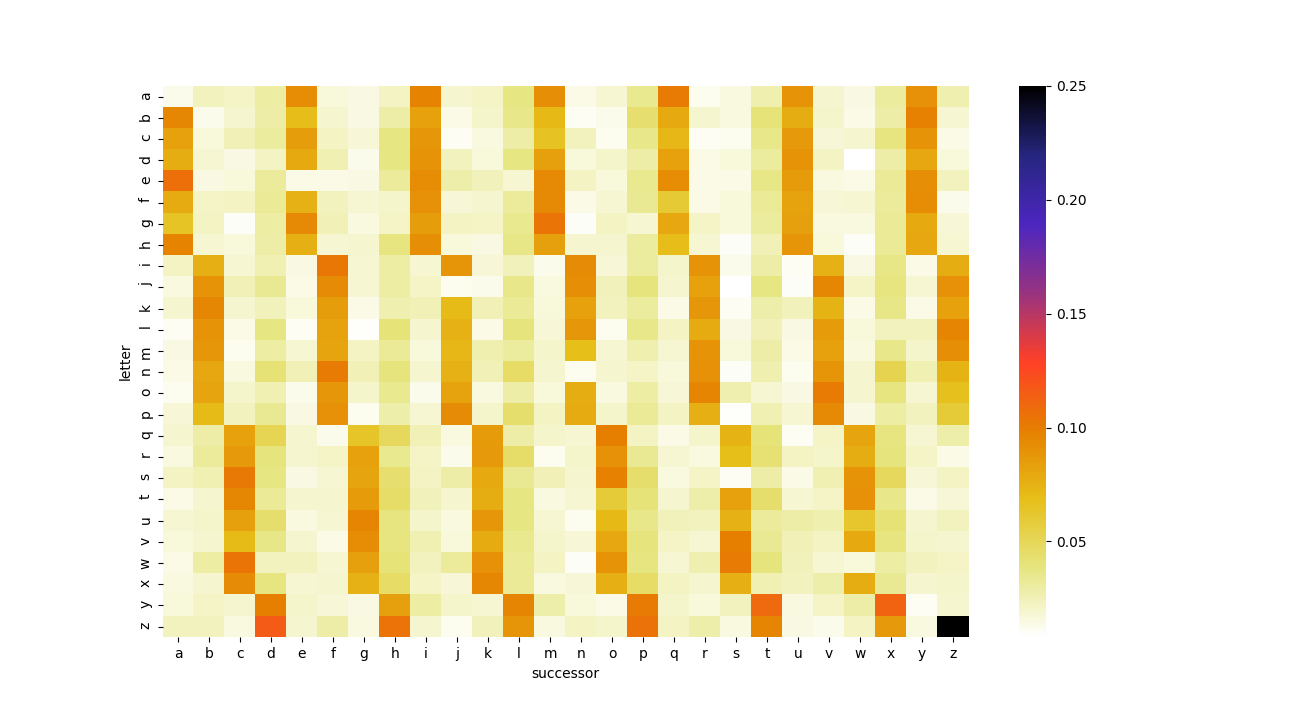 letter
a
b
c
d
e
f
g
h
i
j
k
l
m
n
o
p
q
r
s
t
u
v
w
x
y
z
a b c d e f g h i j k l m n o p q r s t u v w x y z
successor
0.25
0.20
0.15
0.10
0.05